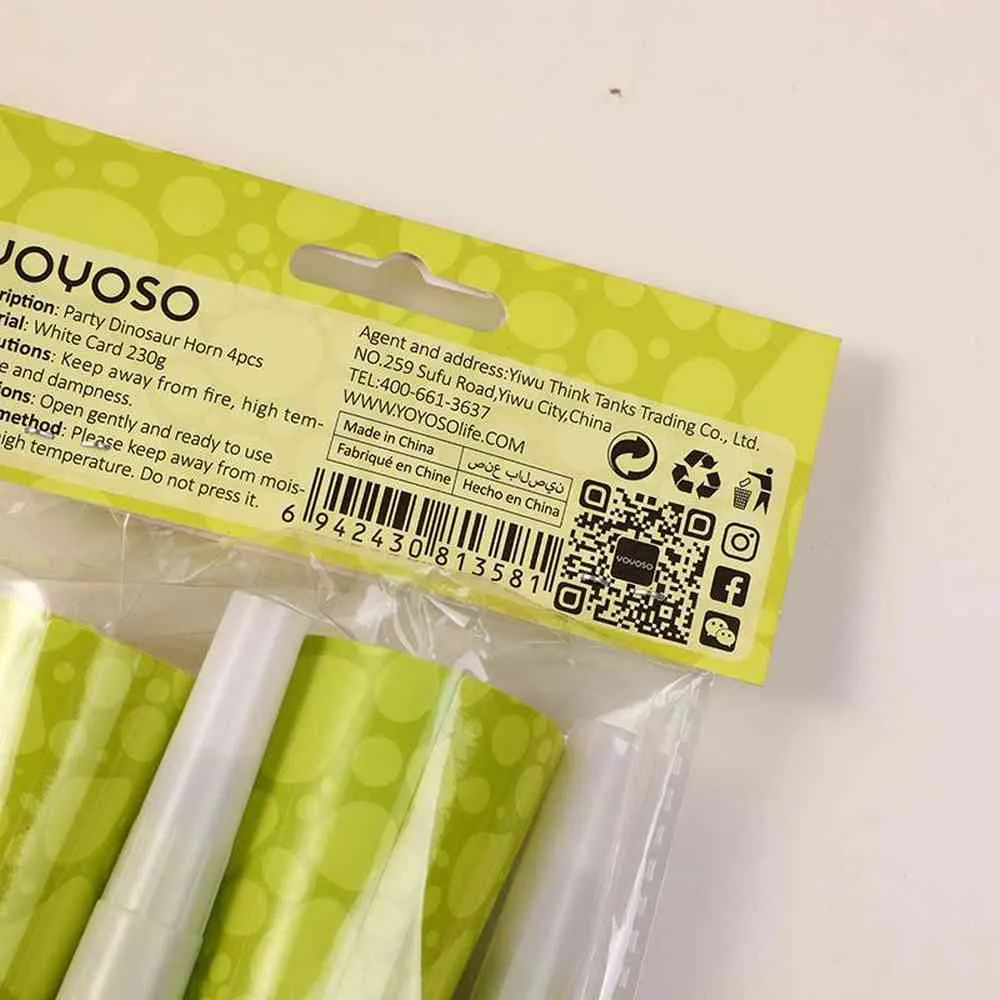 YOYOSO
ription: Party Dinosaur Horn 4pcs
rial: White Card 230g
utions: Keep away from fire, high tem-
e and dampness.
ions: Open gently and ready to use
method: Please keep away from mois-
high temperature. Do not press it.
Agent and address:Yiwu Think Tanks Trading Co., Ltd.
NO.259 Sufu Road,Yiwu City,China
TEL:400-661-3637
WWW.YOYOSOlife.COM
Made in China
صنع بالصين
Fabriqué en Chine
Hecho en China
6 942430 813581
YOYOSO